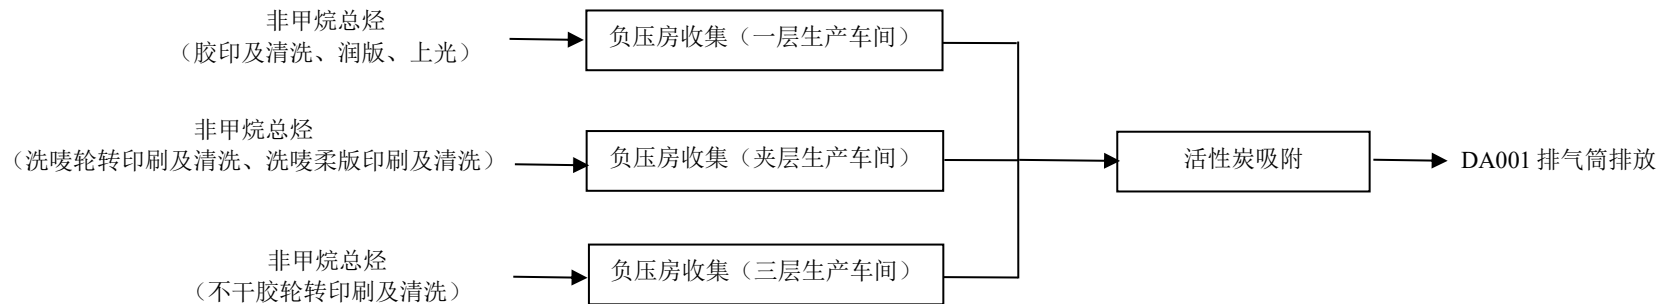 非甲烷总烃
（胶印及清洗、润版、上光）
负压房收集（一层生产车间）
非甲烷总烃
（洗唛轮转印刷及清洗、洗唛柔版印刷及清洗）
负压房收集（夹层生产车间）
活性炭吸附
DA001 排气筒排放
非甲烷总烃
（不干胶轮转印刷及清洗）
负压房收集（三层生产车间）